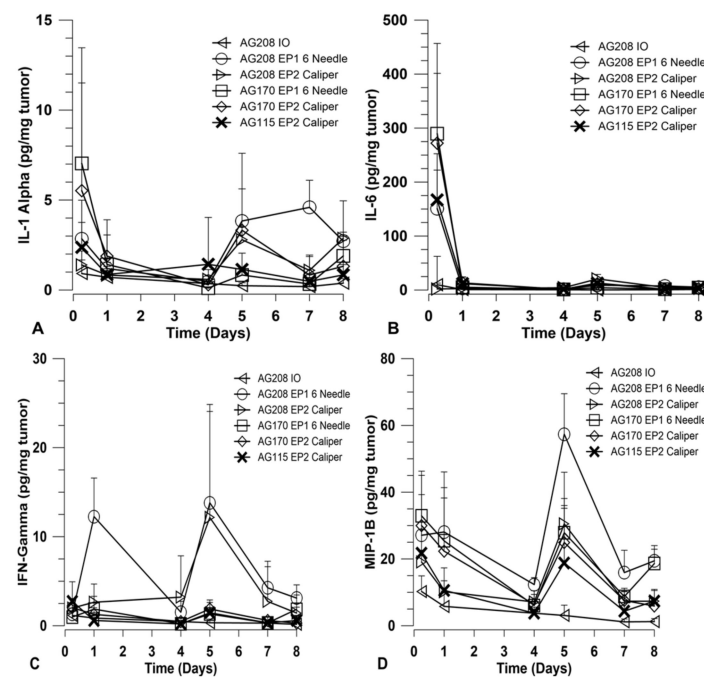 15
10
5
0
IL-1 Alpha (pg/mg tumor)
AG208 IO
AG208 EP1 6 Needle
AG208 EP2 Caliper
AG170 EP1 6 Needle
AG170 EP2 Caliper
AG115 EP2 Caliper
0 1 2 3 4 5 6 7 8
A Time (Days)
500
400
300
200
100
0
IL-6 (pg/mg tumor)
AG208 IO
AG208 EP1 6 Needle
AG208 EP2 Caliper
AG170 EP1 6 Needle
AG170 EP2 Caliper
AG115 EP2 Caliper
0 1 2 3 4 5 6 7 8
B Time (Days)
30
20
10
0
IFN-Gamma (pg/mg tumor)
AG208 IO
AG208 EP1 6 Needle
AG208 EP2 Caliper
AG170 EP1 6 Needle
AG170 EP2 Caliper
AG115 EP2 Caliper
0 1 2 3 4 5 6 7 8
C Time (Days)
80
60
40
20
0
MIP-1B (pg/mg tumor)
AG208 IO
AG208 EP1 6 Needle
AG208 EP2 Caliper
AG170 EP1 6 Needle
AG170 EP2 Caliper
AG115 EP2 Caliper
0 1 2 3 4 5 6 7 8
D Time (Days)